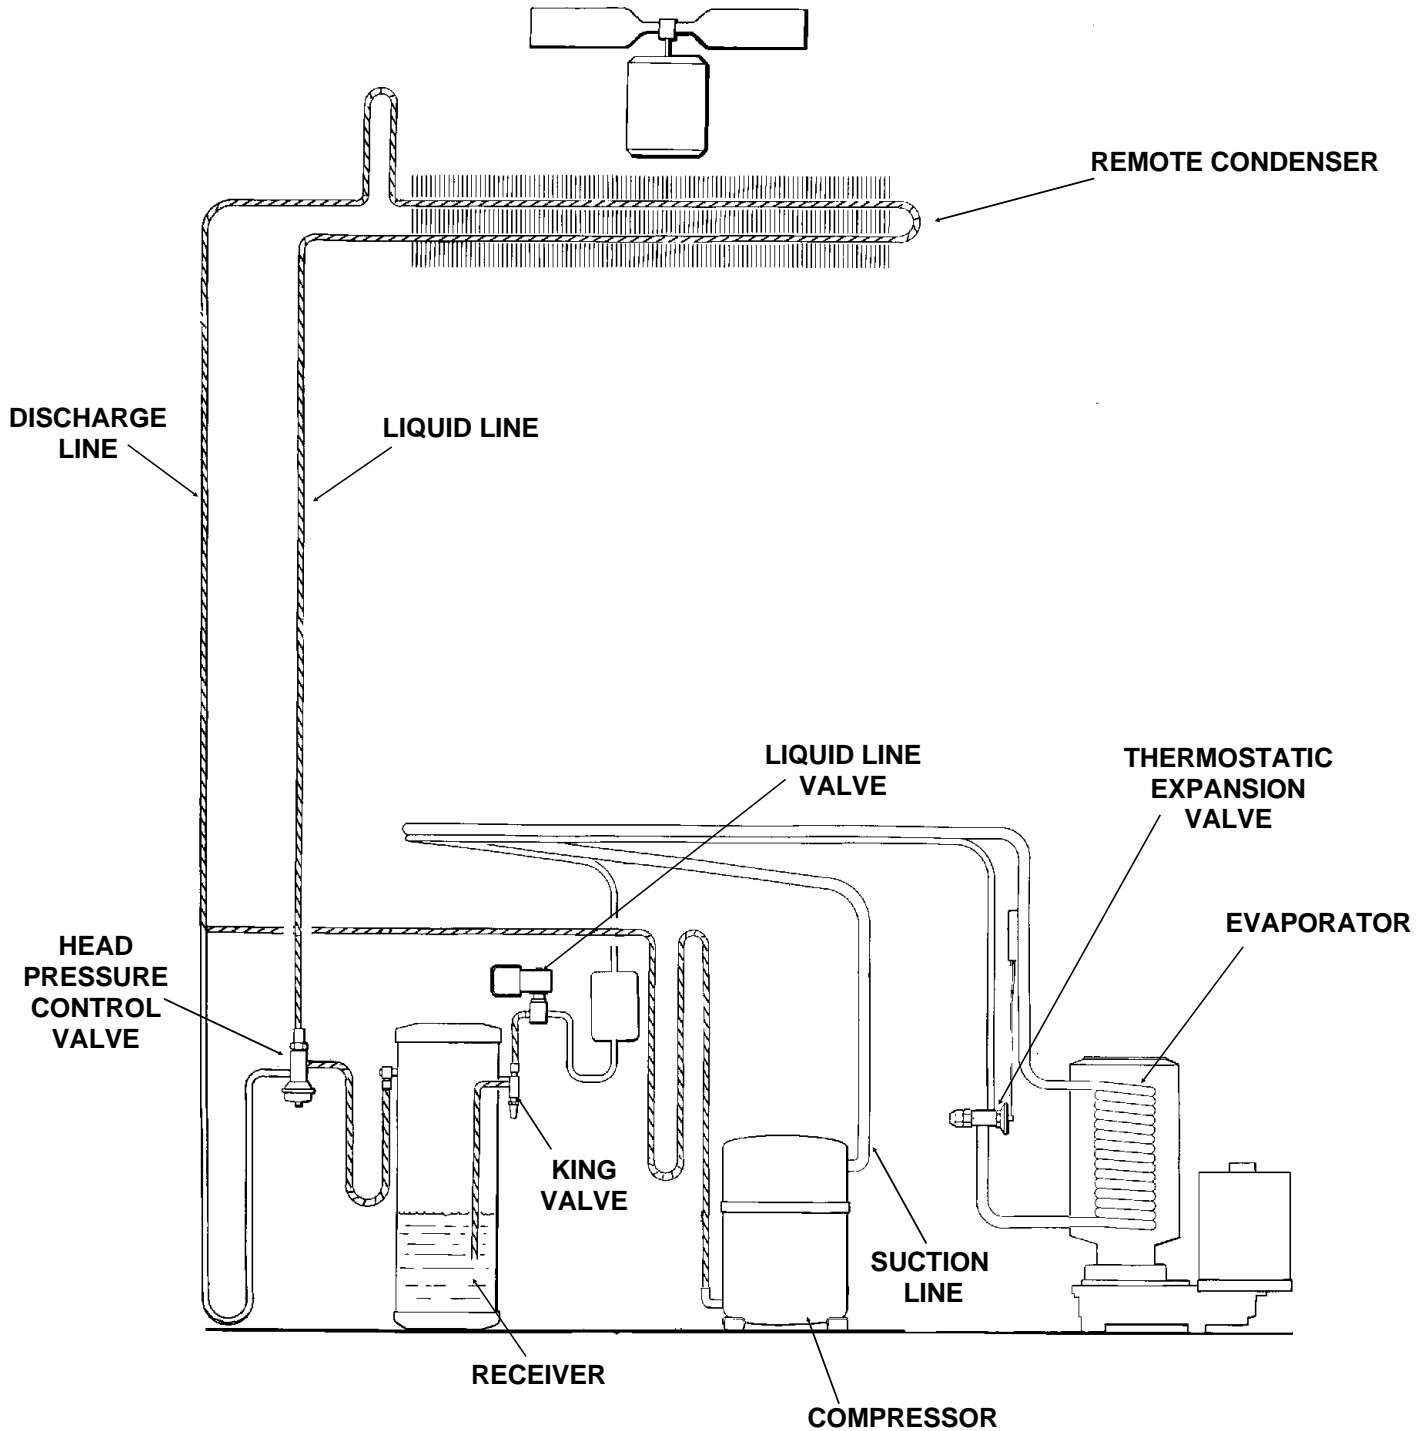 REMOTE CONDENSER
DISCHARGE
LINE
LIQUID LINE
LIQUID LINE
VALVE
THERMOSTATIC
EXPANSION
VALVE
EVAPORATOR
HEAD
PRESSURE
CONTROL
VALVE
KING
VALVE
SUCTION
LINE
RECEIVER
COMPRESSOR